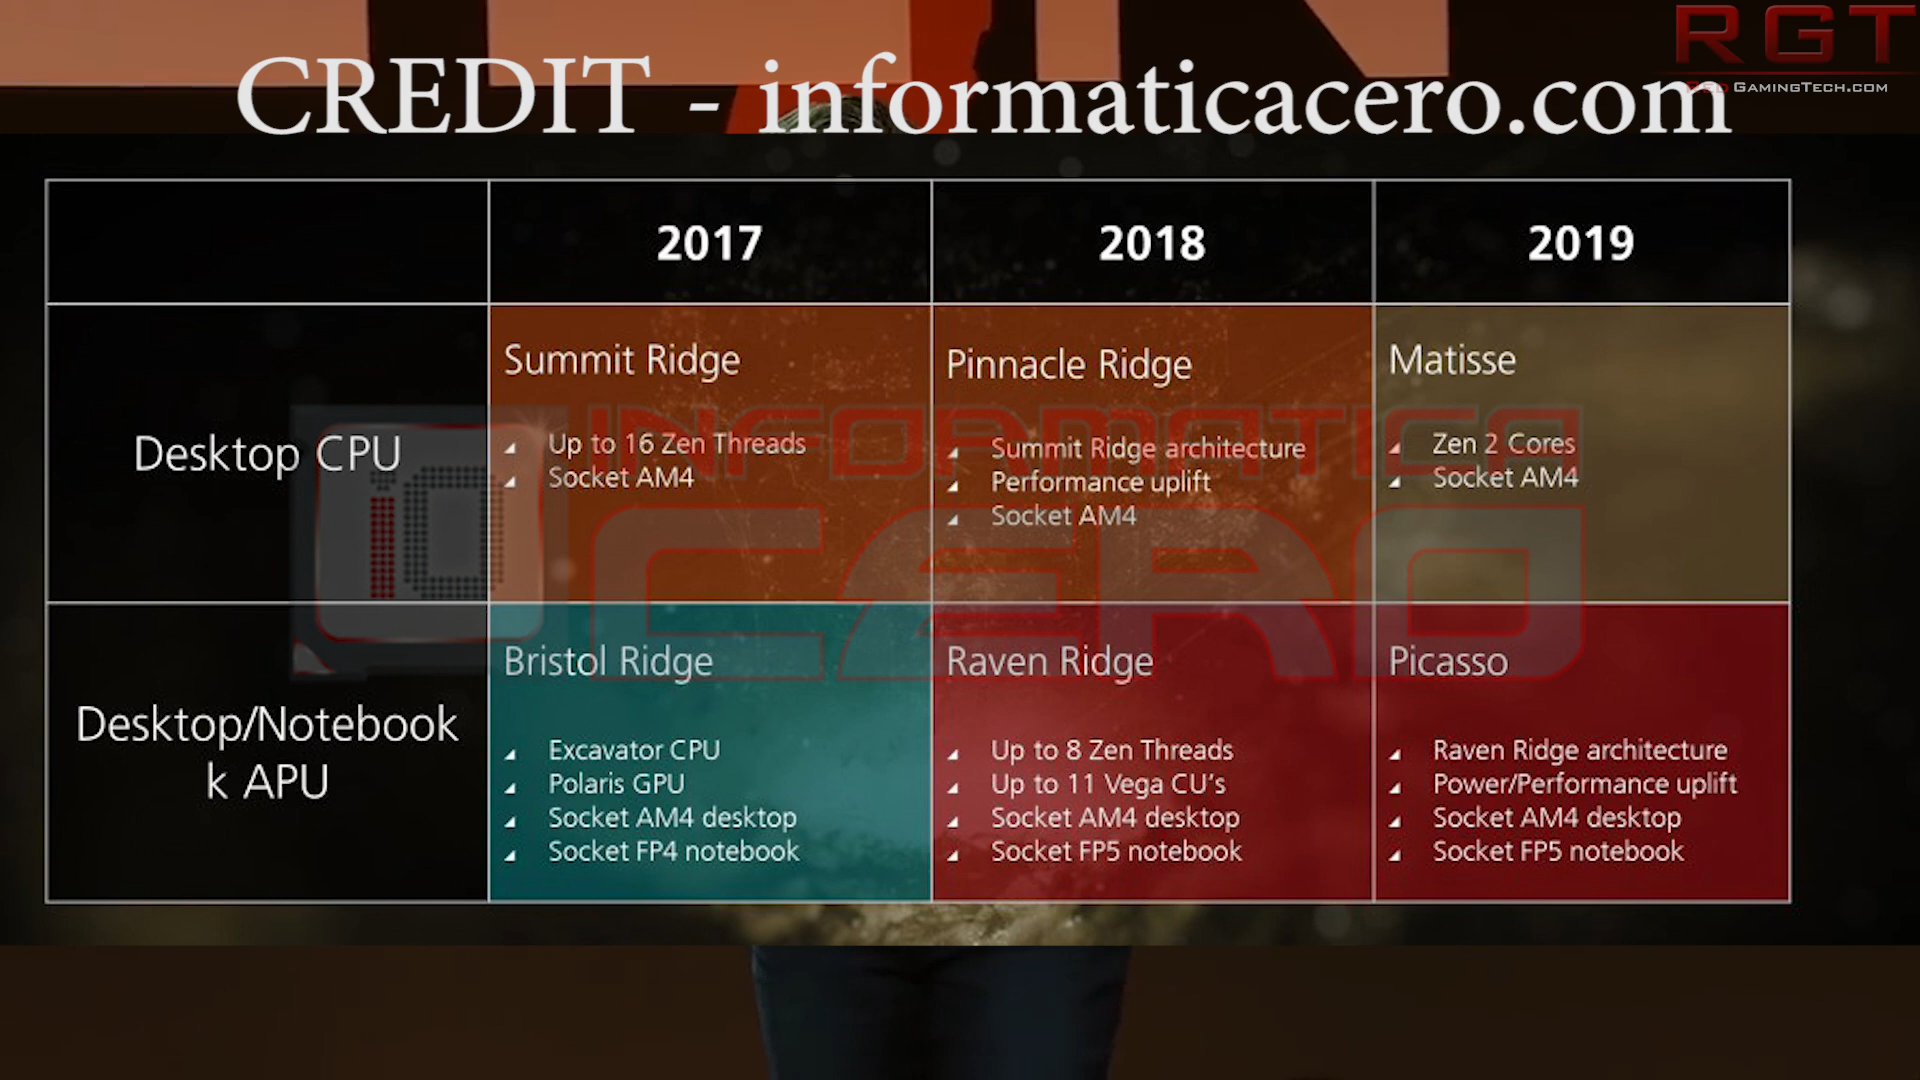 RGT
RedGamingTech.com
CREDIT - informaticacero.com
2017
2018
2019
Desktop CPU
Summit Ridge
Up to 16 Zen Threads
Socket AM4
Pinnacle Ridge
Summit Ridge architecture
Performance uplift
Socket AM4
Matisse
Zen 2 Cores
Socket AM4
INFORMATICA
CERO
Desktop/Notebook
k APU
Bristol Ridge
Excavator CPU
Polaris GPU
Socket AM4 desktop
Socket FP4 notebook
Raven Ridge
Up to 8 Zen Threads
Up to 11 Vega CU's
Socket AM4 desktop
Socket FP5 notebook
Picasso
Raven Ridge architecture
Power/Performance uplift
Socket AM4 desktop
Socket FP5 notebook